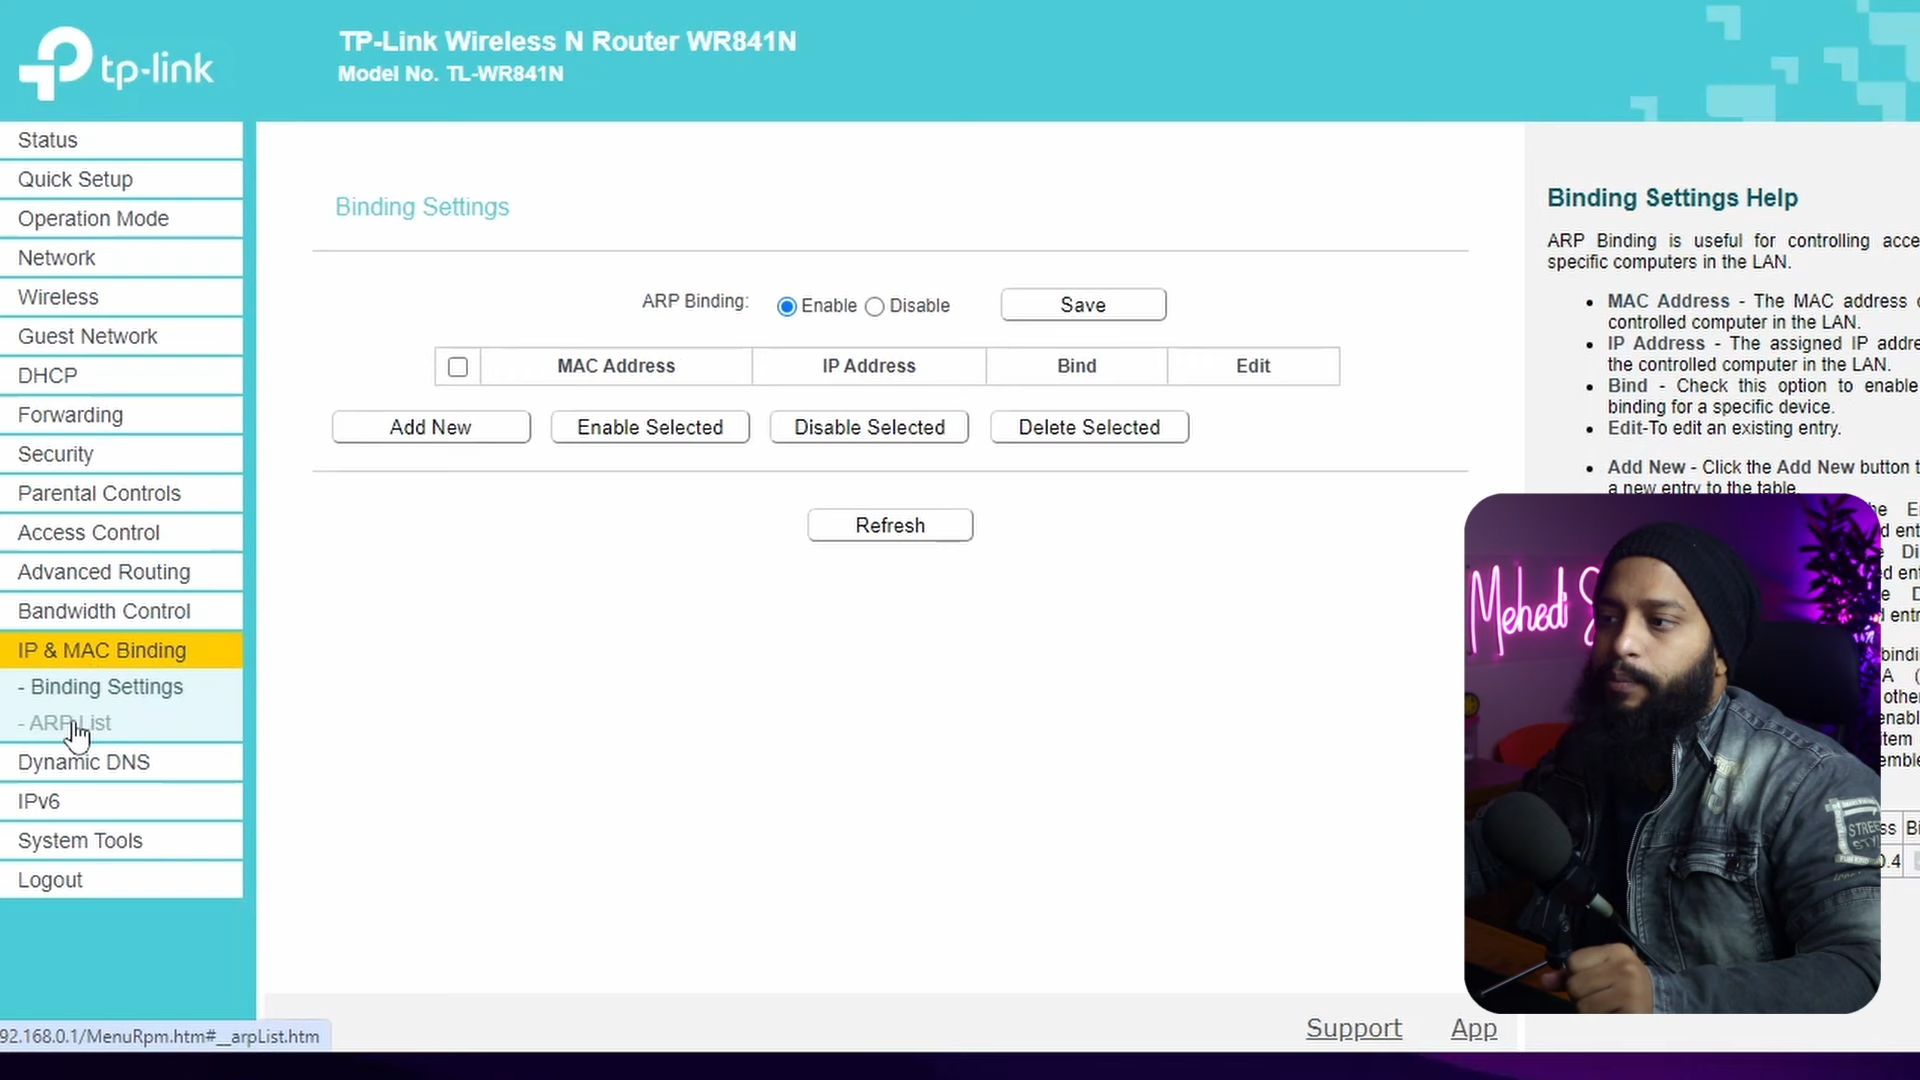 tp-link
TP-Link Wireless N Router WR841N
Model No. TL-WR841N
Status
Quick Setup
Operation Mode
Network
Wireless
Guest Network
DHCP
Forwarding
Security
Parental Controls
Access Control
Advanced Routing
Bandwidth Control
IP & MAC Binding
- Binding Settings
- ARP List
Dynamic DNS
IPv6
System Tools
Logout
92.168.0.1/MenuRpm.htm#__arpList.htm
Binding Settings
ARP Binding: Enable Disable Save
MAC Address IP Address Bind Edit
Add New Enable Selected Disable Selected Delete Selected
Refresh
Support App
Binding Settings Help
ARP Binding is useful for controlling
specific computers in the LAN.
MAC Address - The MAC address
controlled computer in the LAN.
IP Address - The assigned IP
the controlled computer in the LAN.
Bind - Check this option to enable
binding for a specific device.
Edit-To edit an existing entry.
Add New - Click the Add New button
a new entry to the table.
Mehedi
STREE
STY
0.4